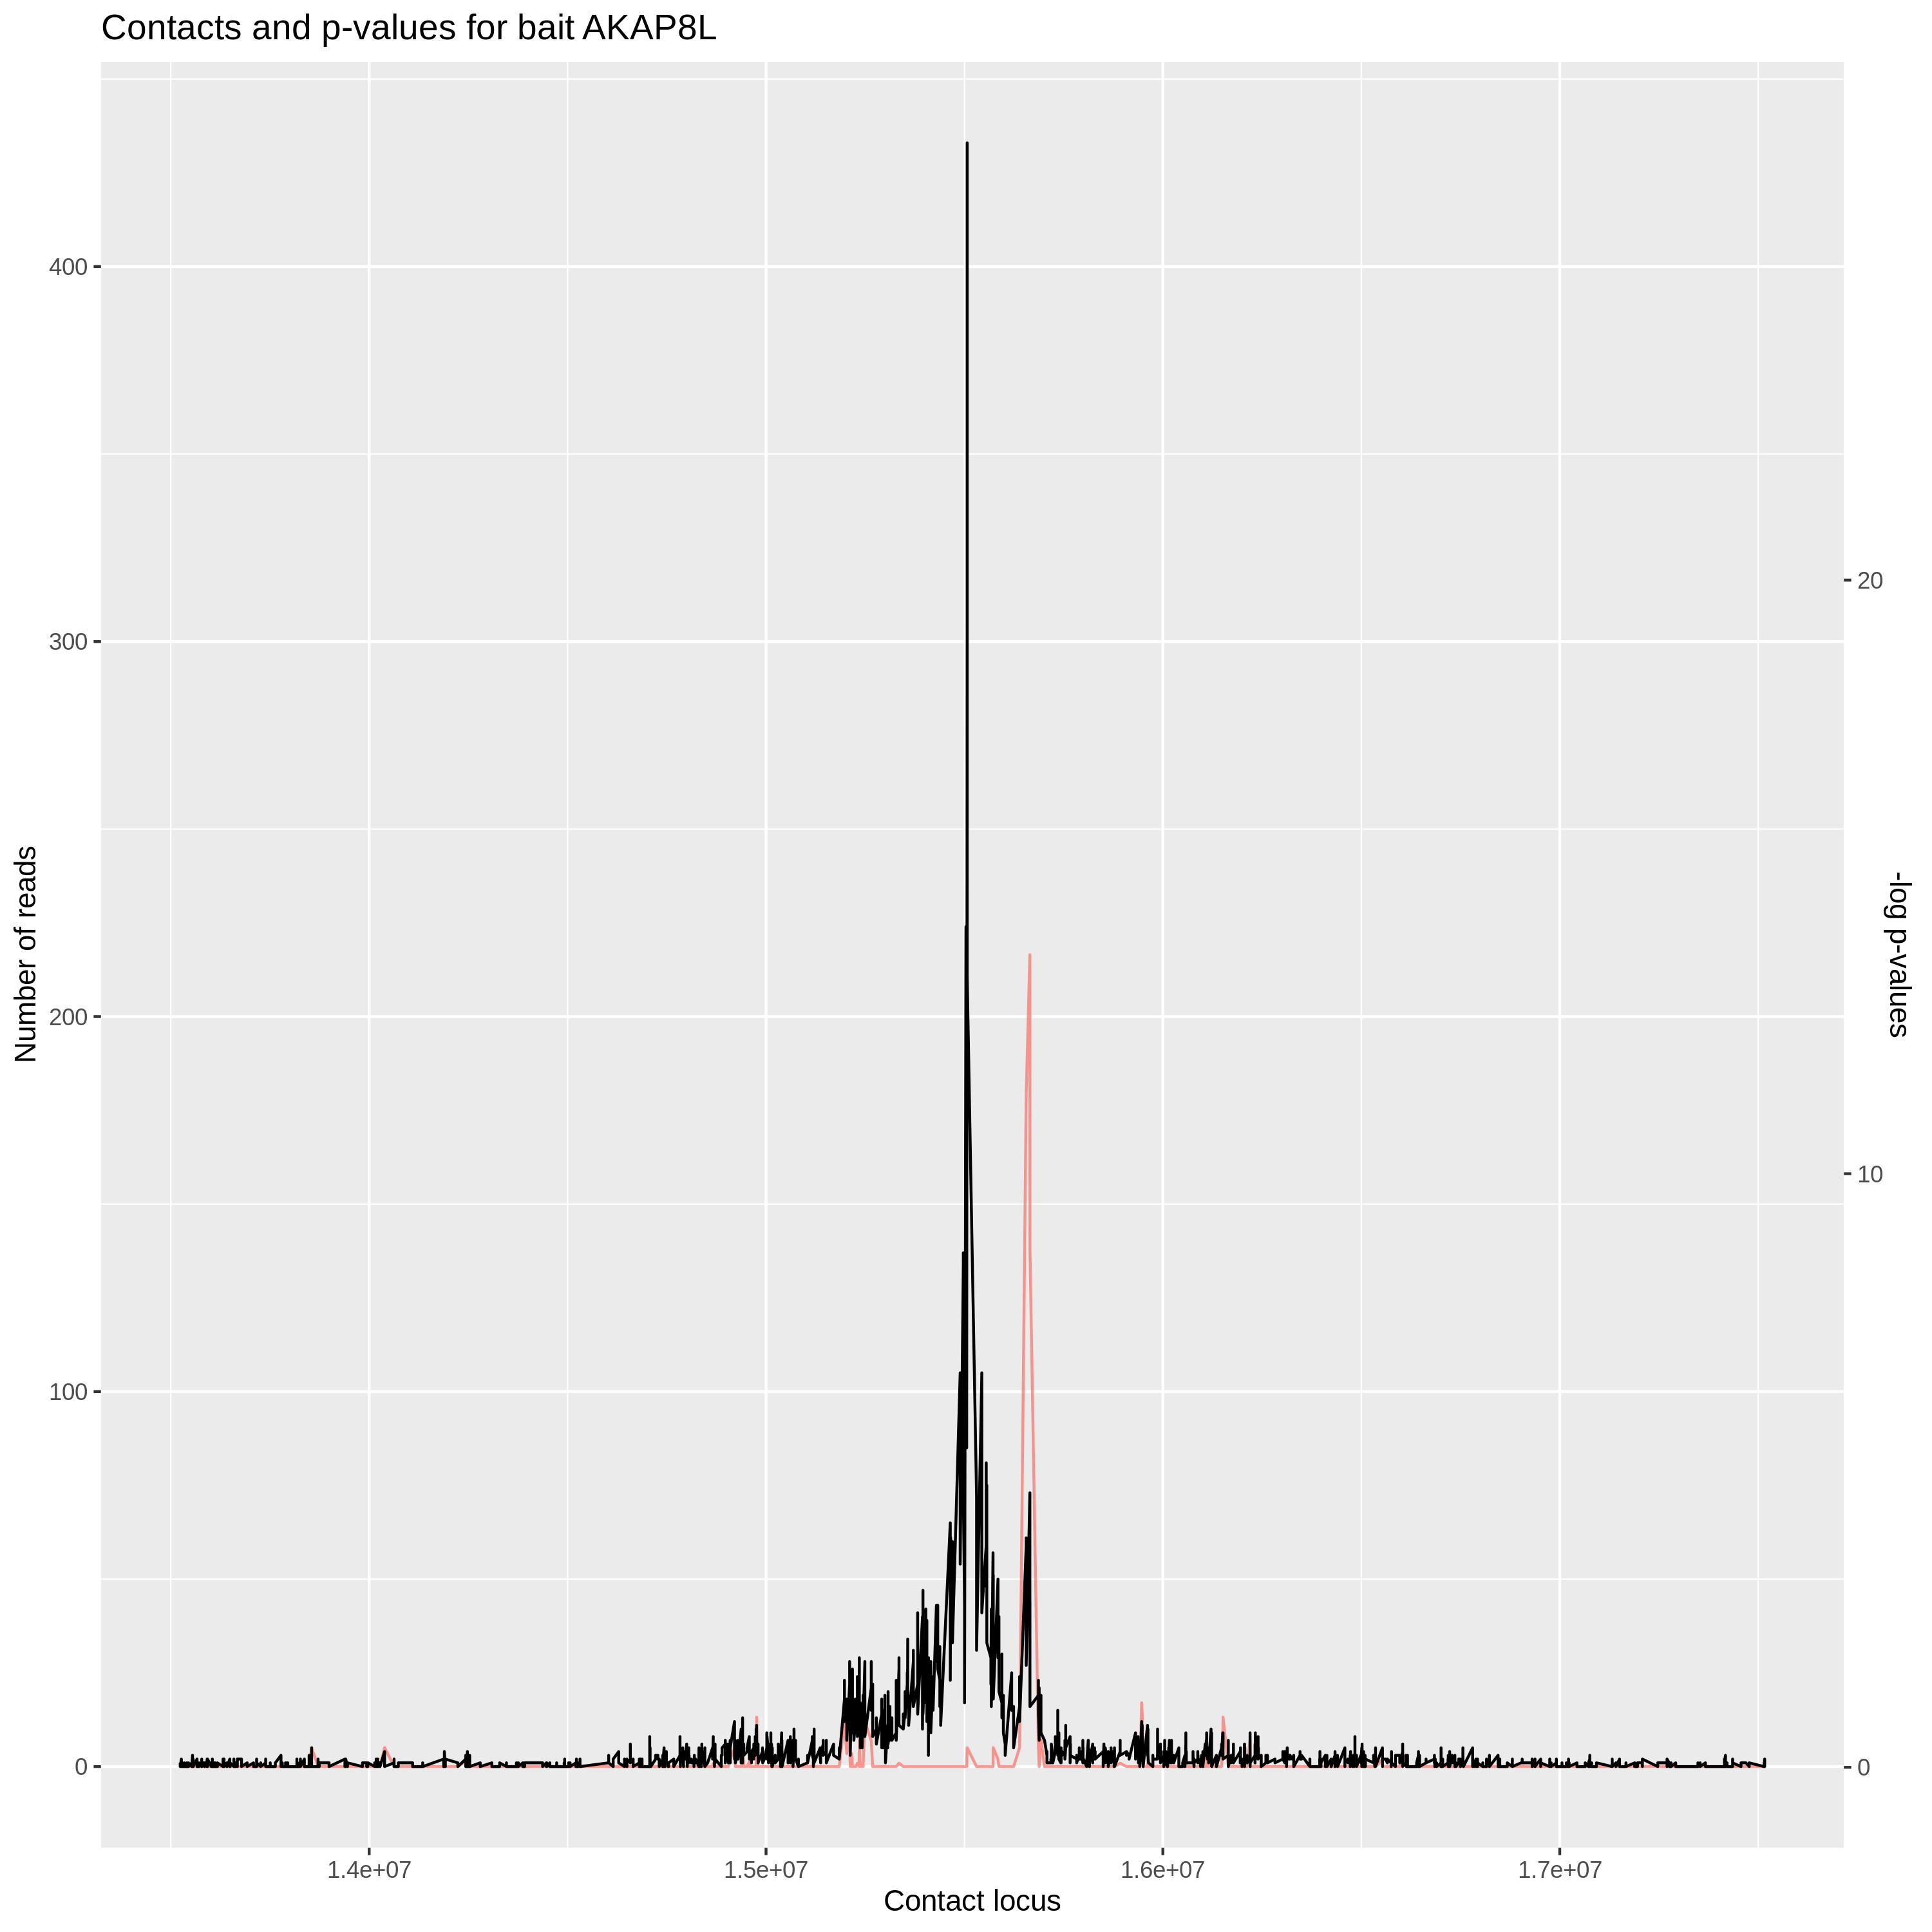 Contacts and p-values for bait AKAP8L
400
300
200
100
0
Number of reads
20
10
0
-log p-values
1.4e+07
1.5e+07
1.6e+07
1.7e+07
Contact locus